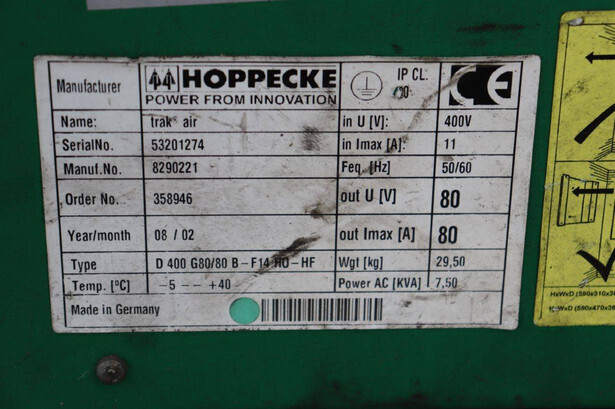 Manufacturer HOPPECKE IP CL. CE
POWER FROM INNOVATION
Name: trak air in U [V]: 400V
SerialNo. 53201274 in Imax [A]: 11
Manuf.No. 8290221 Feq. [Hz] 50/60
Order No. 358946 out U [V] 80
Year/month 08 / 02 out Imax [A] 80
Type D 400 G80/80 B-F14 HO-HF Wgt [kg] 29,50
Temp. [°C] -5 --- +40 Power AC [KVA] 7,50
Made in Germany